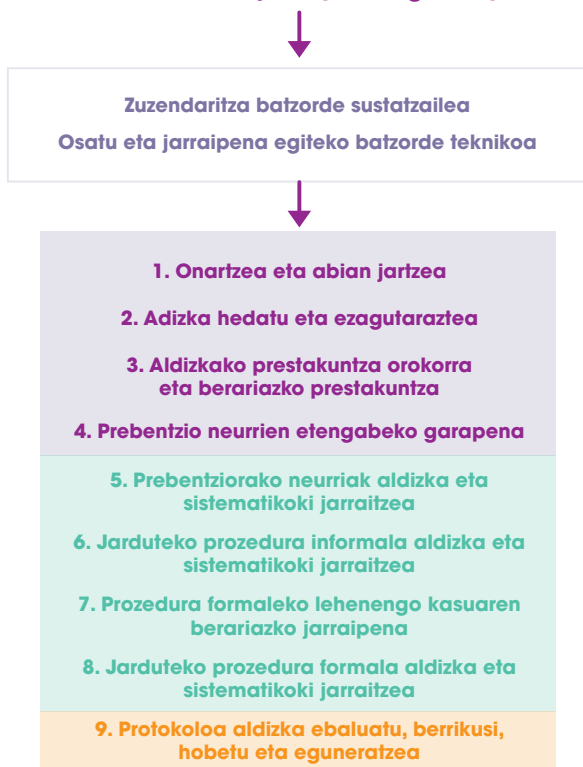 Zuzendaritza batzorde sustatzailea
Osatu eta jarraipena egiteko batzorde teknikoa
1. Onartzea eta abian jartzea
2. Adizka hedatu eta ezagutaraztea
3. Aldizkako prestakuntza orokorra
eta berariazko prestakuntza
4. Prebentzio neurrien etengabeko garapena
5. Prebentziorako neurriak aldizka eta
sistematikoki jarraitzea
6. Jarduteko prozedura informala aldizka eta
sistematikoki jarraitzea
7. Prozedura formaleko lehenengo kasuaren
berariazko jarraipena
8. Jarduteko prozedura formala aldizka eta
sistematikoki jarraitzea
9. Protokoloa aldizka ebaluatu, berrikusi,
hobetu eta eguneratzea